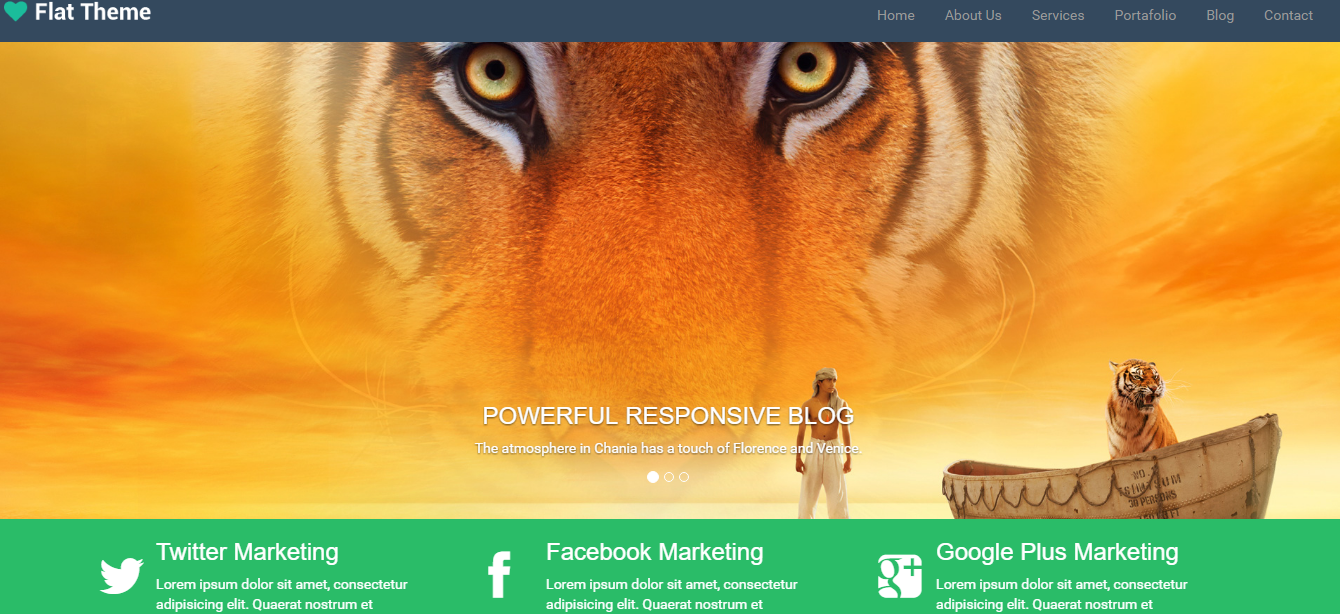 Flat Theme
Home
About Us
Services
Portafolio
Blog
Contact
POWERFUL RESPONSIVE BLOG
The atmosphere in Chania has a touch of Florence and Venice.
NO.
30 PERSONS
Twitter Marketing
Lorem ipsum dolor sit amet, consectetur
adipisicing elit. Quaerat nostrum et
Facebook Marketing
Lorem ipsum dolor sit amet, consectetur
adipisicing elit. Quaerat nostrum et
Google Plus Marketing
Lorem ipsum dolor sit amet, consectetur
adipisicing elit. Quaerat nostrum et